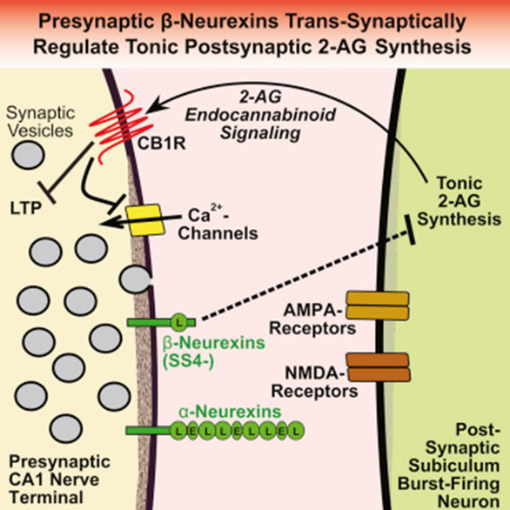 Presynaptic β-Neurexins Trans-Synaptically
Regulate Tonic Postsynaptic 2-AG Synthesis
Synaptic
Vesicles
2-AG
Endocannabinoid
Signaling
CB1R
LTP
Tonic
2-AG
Synthesis
Ca²⁺-
Channels
L
β-Neurexins
(SS4-)
AMPA-
Receptors
NMDA-
Receptors
α-Neurexins
LELLELLEL
Presynaptic
CA1 Nerve
Terminal
Post-
Synaptic
Subiculum
Burst-Firing
Neuron